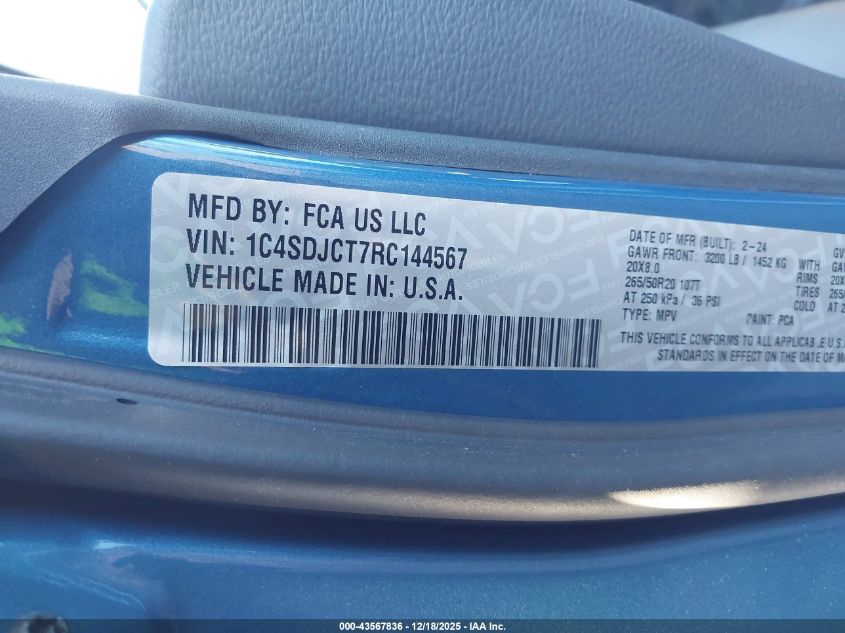 MFD BY: FCA US LLC
VIN: 1C4SDJCT7RC144567
VEHICLE MADE IN: U.S.A.
DATE OF MFR (BUILT): 2-24
GAWR FRONT: 3200 LB / 1452 KG WITH
20X8.0 RIMS
265/50R20 107T TIRES
AT 250 kPa / 36 PSI COLD
TYPE: MPV PAINT: PCA
THIS VEHICLE CONFORMS TO ALL
STANDARDS IN EFFECT ON THE DATE OF
000-43567836 - 12/18/2025 - IAA Inc.